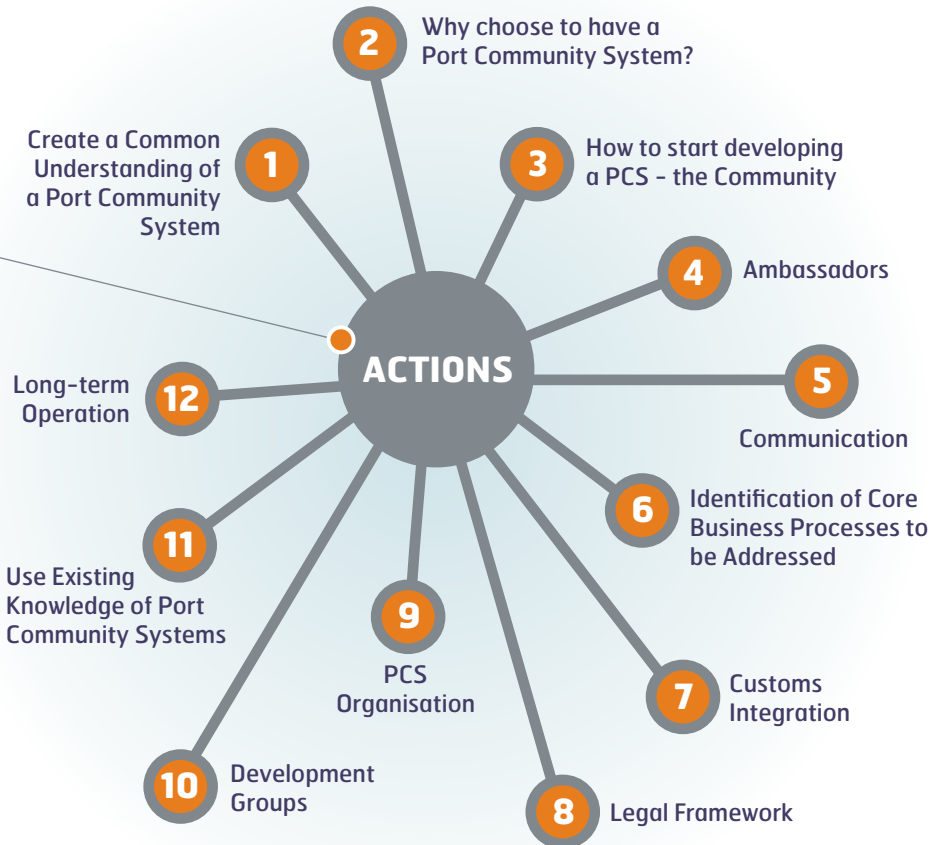 2
Why choose to have a
Port Community System?
1
Create a Common
Understanding of
a Port Community
System
3
How to start developing
a PCS - the Community
4
Ambassadors
ACTIONS
12
Long-term
Operation
5
Communication
6
Identification of Core
Business Processes to
be Addressed
11
Use Existing
Knowledge of Port
Community Systems
9
PCS
Organisation
7
Customs
Integration
10
Development
Groups
8
Legal Framework